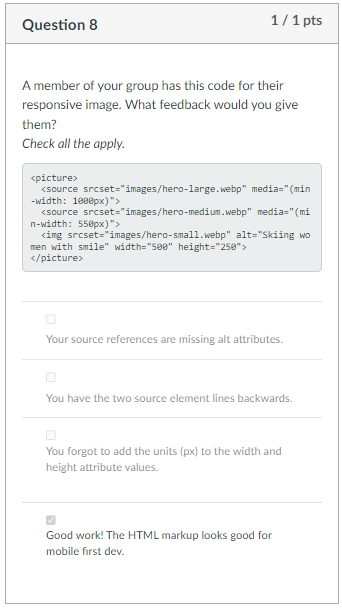 Question 8
1 / 1 pts
A member of your group has this code for their
responsive image. What feedback would you give
them?
Check all the apply.
<picture>
<source srcset="images/hero-large.webp" media="(min
-width: 1000px)">
<source srcset="images/hero-medium.webp" media="(mi
n-width: 550px)">
<img srcset="images/hero-small.webp" alt="Skiing wo
men with smile" width="500" height="250">
</picture>
Your source references are missing alt attributes.
You have the two source element lines backwards.
You forgot to add the units (px) to the width and
height attribute values.
Good work! The HTML markup looks good for
mobile first dev.